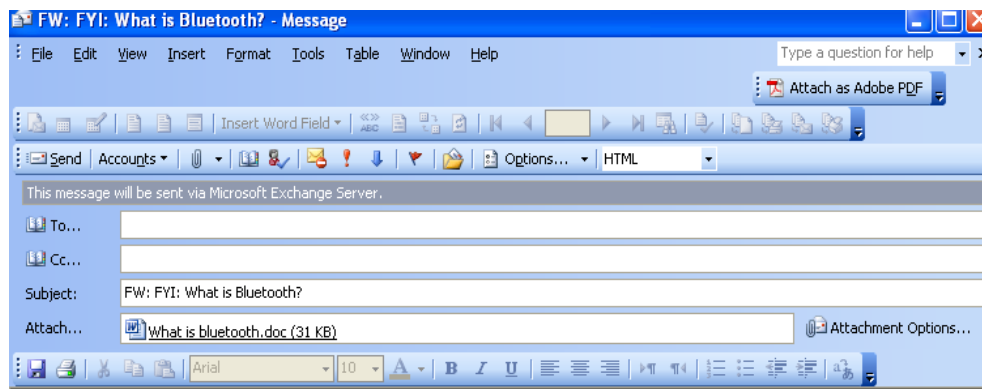 FW: FYI: What is Bluetooth? - Message
File Edit View Insert Format Tools Table Window Help Type a question for help
Attach as Adobe PDF
Insert Word Field
Send Accounts Options... HTML
This message will be sent via Microsoft Exchange Server.
To...
Cc...
Subject: FW: FYI: What is Bluetooth?
Attach... What is bluetooth.doc (31 KB) Attachment Options...
Arial 10 A B I U